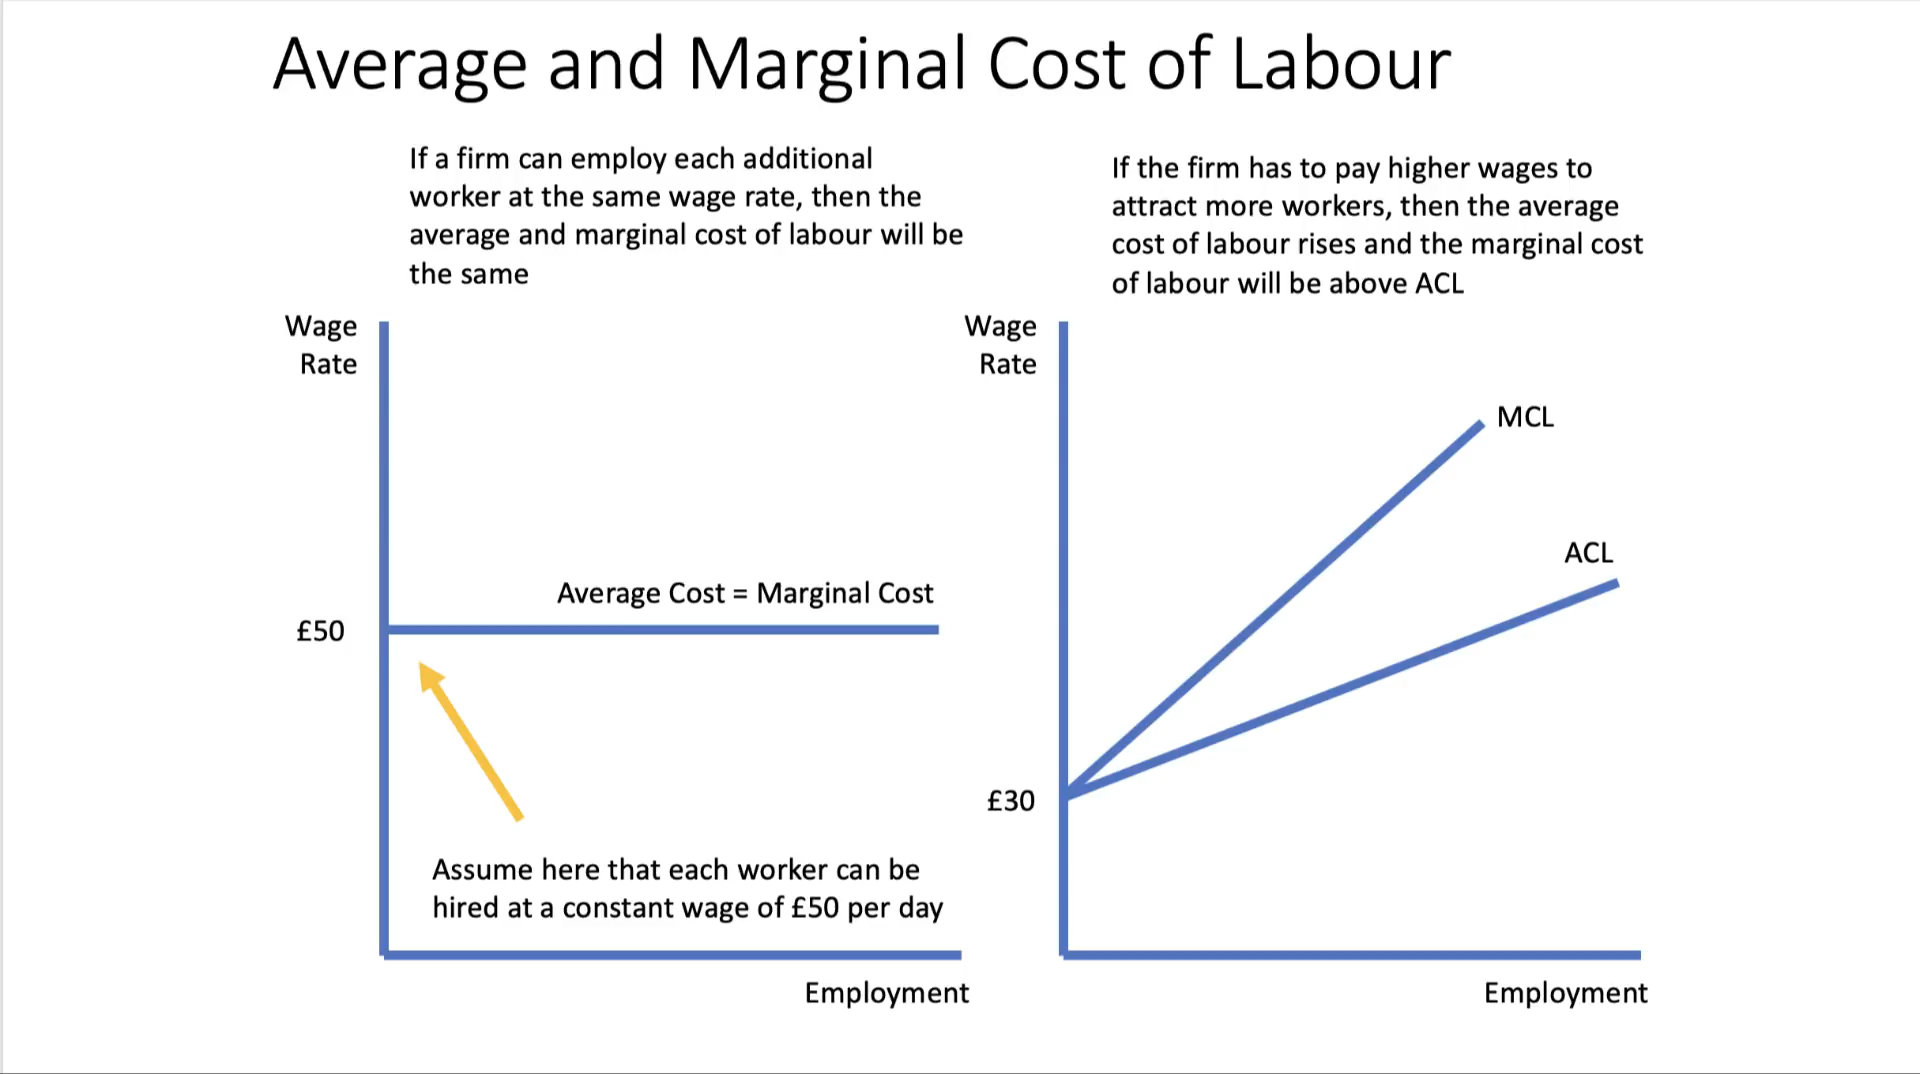 Average and Marginal Cost of Labour
If a firm can employ each additional
worker at the same wage rate, then the
average and marginal cost of labour will be
the same
If the firm has to pay higher wages to
attract more workers, then the average
cost of labour rises and the marginal cost
of labour will be above ACL
Wage
Rate
Average Cost = Marginal Cost
£50
Assume here that each worker can be
hired at a constant wage of £50 per day
Employment
Wage
Rate
MCL
ACL
£30
Employment